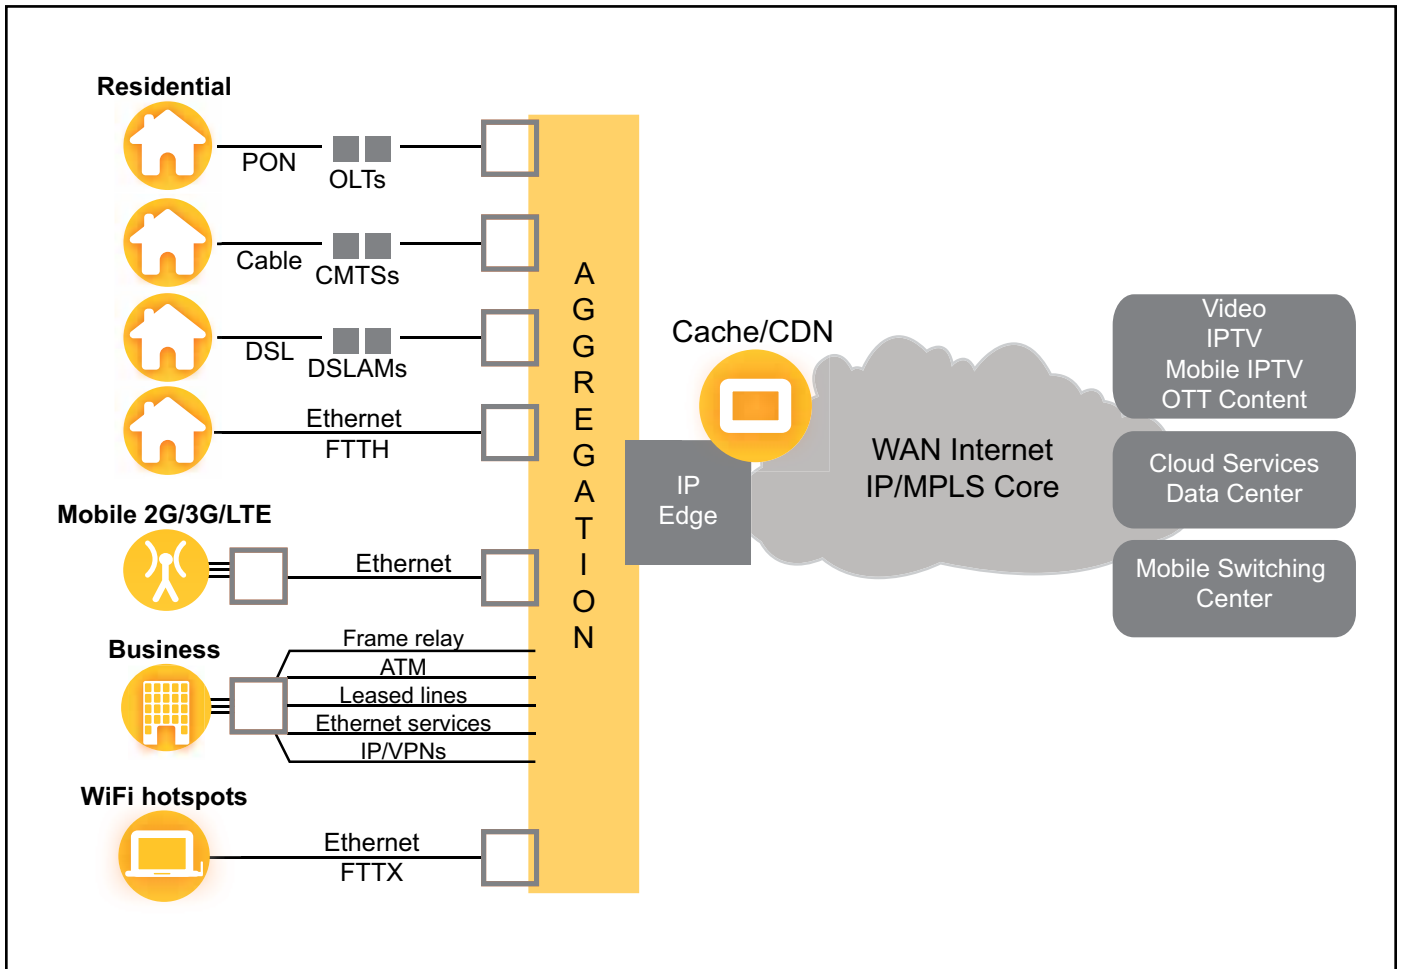 Residential
PON
OLTs
Cable
CMTSs
DSL
DSLAMs
Ethernet
FTTH
Mobile 2G/3G/LTE
Ethernet
Business
Frame relay
ATM
Leased lines
Ethernet services
IP/VPNs
WiFi hotspots
Ethernet
FTTX
AGGREGATION
Cache/CDN
IP
Edge
WAN Internet
IP/MPLS Core
Video
IPTV
Mobile IPTV
OTT Content
Cloud Services
Data Center
Mobile Switching
Center